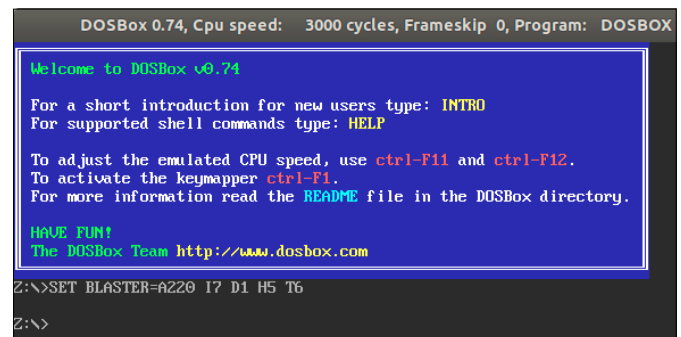 DOSBox 0.74, Cpu speed: 3000 cycles, Frameskip 0, Program: DOSBOX
Welcome to DOSBox v0.74
For a short introduction for new users type: INTRO
For supported shell commands type: HELP
To adjust the emulated CPU speed, use ctrl-F11 and ctrl-F12.
To activate the keymapper ctrl-F1.
For more information read the README file in the DOSBox directory.
HAVE FUN!
The DOSBox Team http://www.dosbox.com
Z:\>SET BLASTER=A220 I7 D1 H5 T6
Z:\>